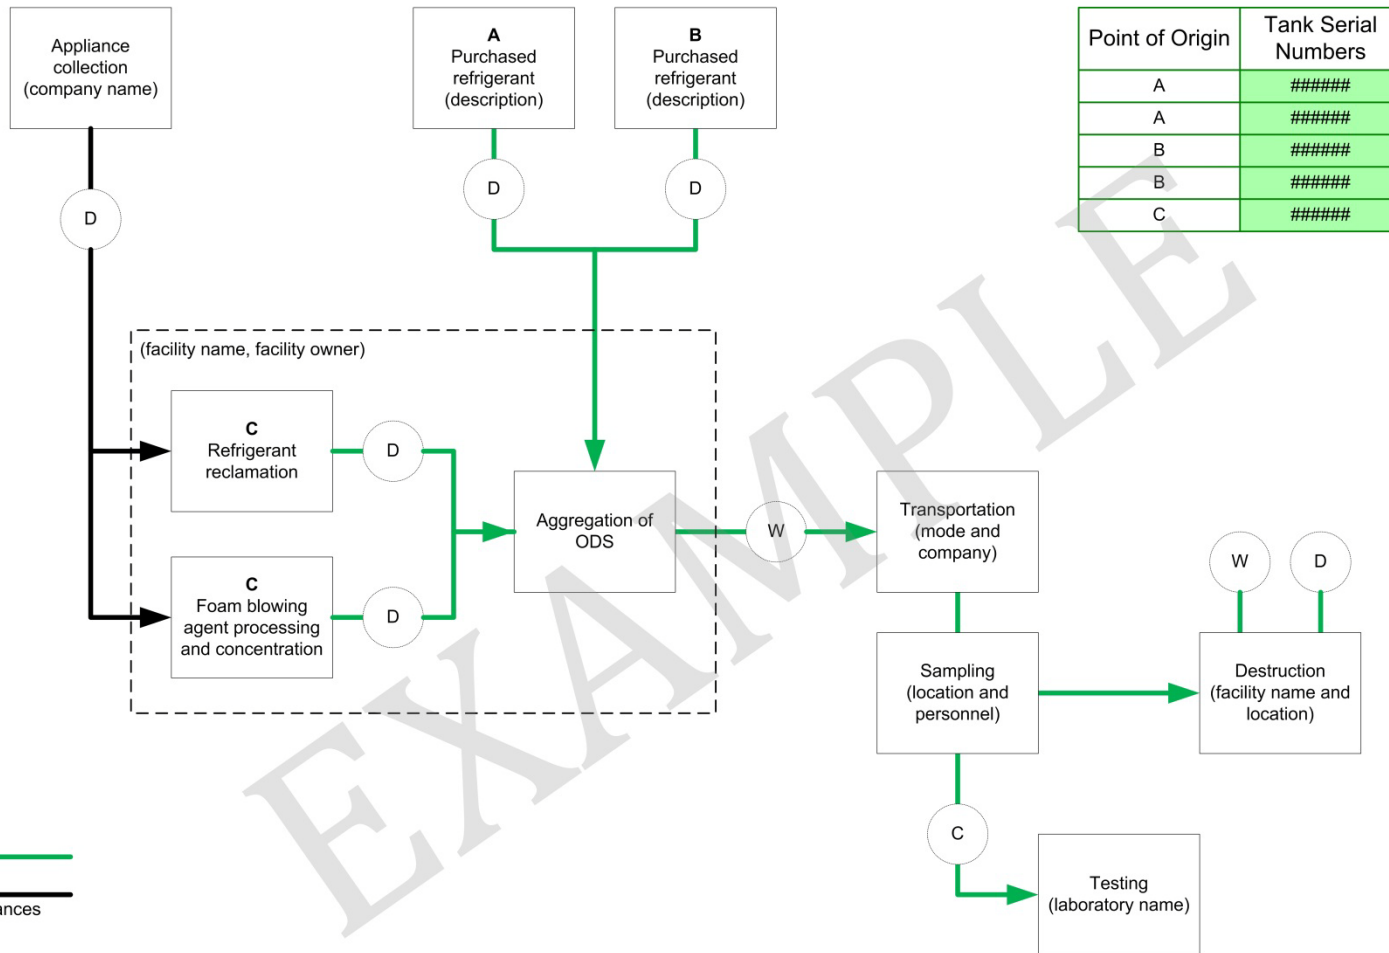 Appliance
collection
(company name)
A
Purchased
refrigerant
(description)
B
Purchased
refrigerant
(description)
Point of Origin
Tank Serial
Numbers
A
######
A
######
B
######
B
######
C
######
D
D
D
(facility name, facility owner)
C
Refrigerant
reclamation
D
Aggregation of
ODS
W
Transportation
(mode and
company)
C
Foam blowing
agent processing
and concentration
D
W
D
Sampling
(location and
personnel)
Destruction
(facility name and
location)
C
Testing
(laboratory name)
EXAMPLE